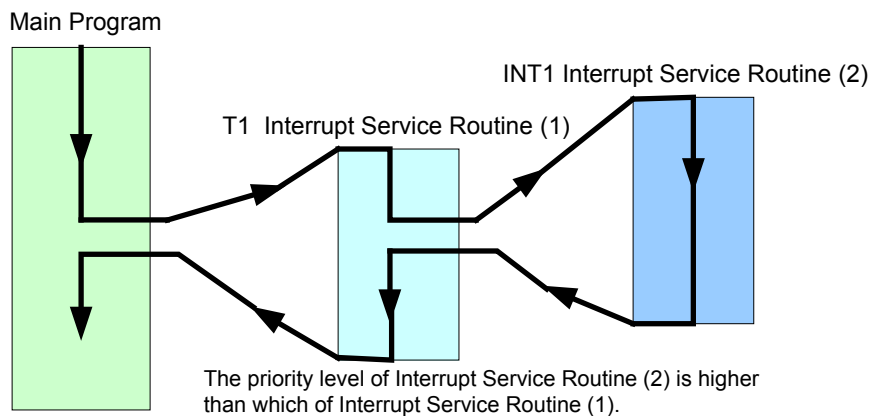 Main Program
INT1 Interrupt Service Routine (2)
T1 Interrupt Service Routine (1)
The priority level of Interrupt Service Routine (2) is higher
than which of Interrupt Service Routine (1).